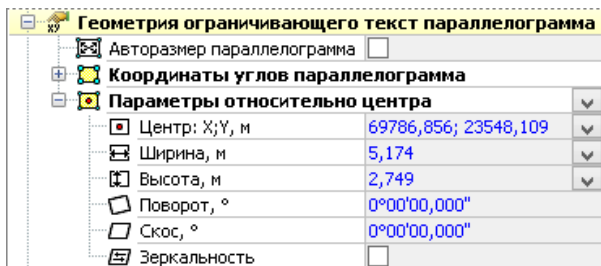 Геометрия ограничивающего текст параллелограмма
Авторазмер параллелограмма
Координаты углов параллелограмма
Параметры относительно центра
Центр: X;Y, м 69786,856; 23548,109
Ширина, м 5,174
Высота, м 2,749
Поворот, ° 0°00'00,000"
Скос, ° 0°00'00,000"
Зеркальность